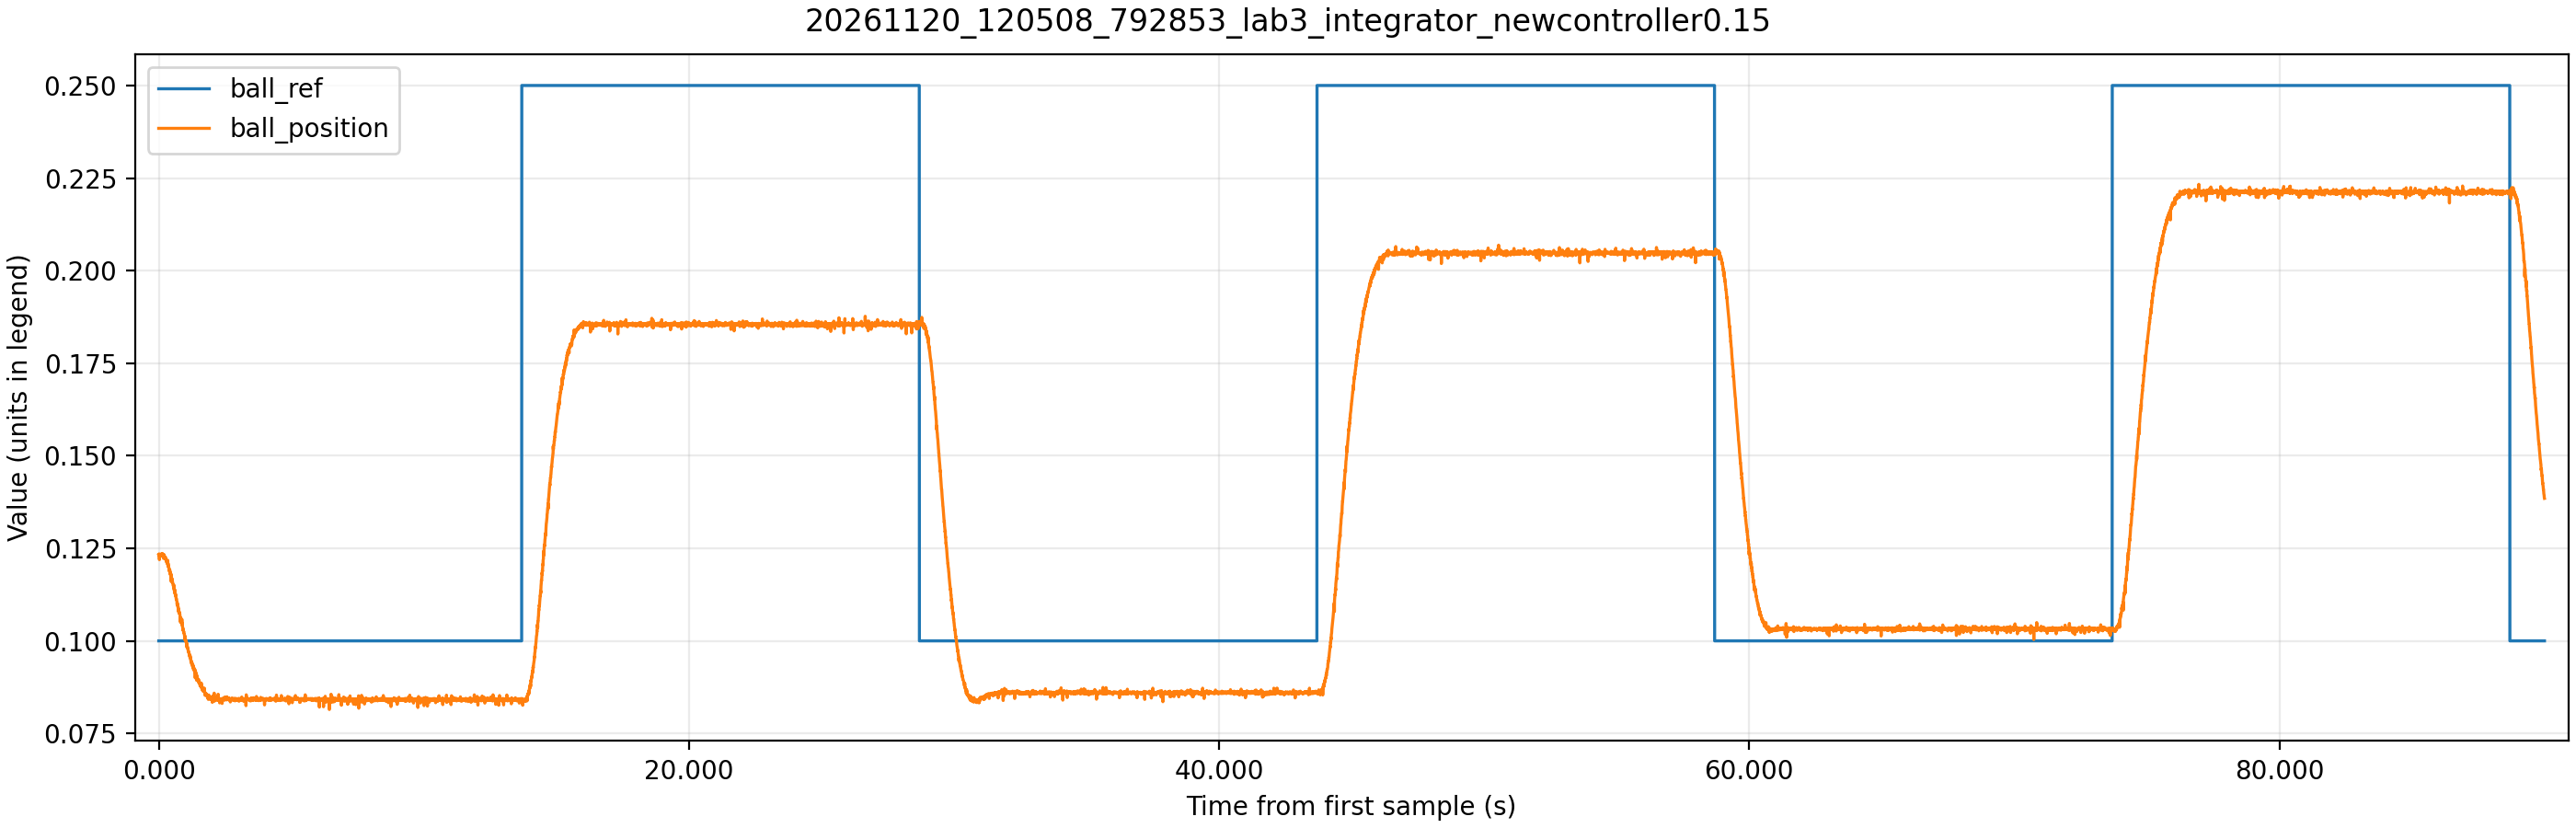 20261120_120508_792853_lab3_integrator_newcontroller0.15
ball_ref
ball_position
Value (units in legend)
0.250
0.225
0.200
0.175
0.150
0.125
0.100
0.075
0.000
20.000
40.000
60.000
80.000
Time from first sample (s)